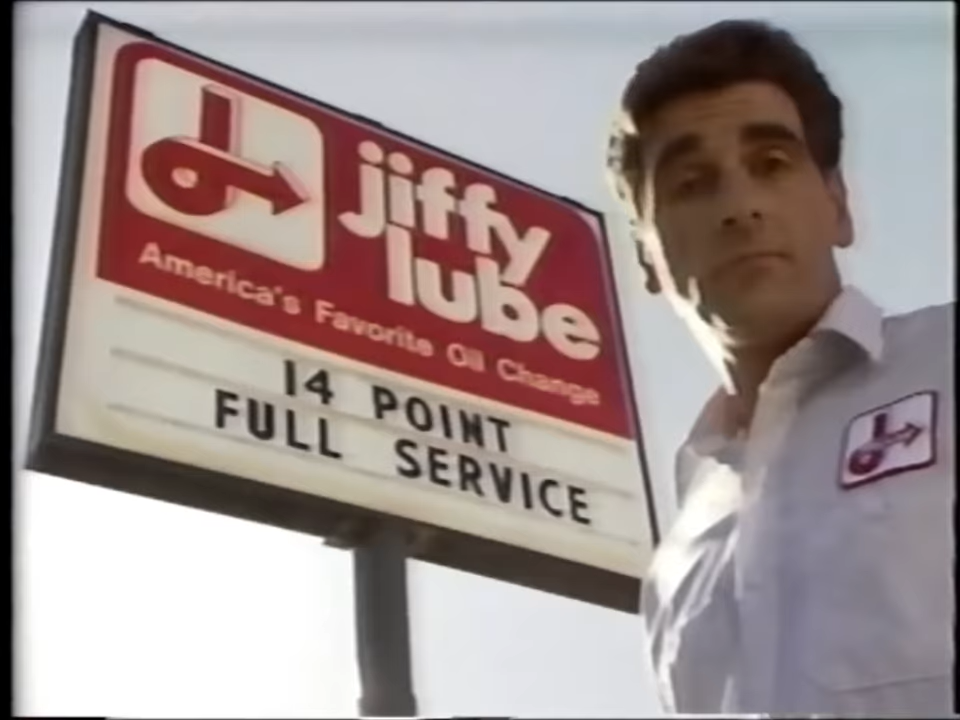 jiffy
lube
America's Favorite Oil Change
14 POINT
FULL SERVICE